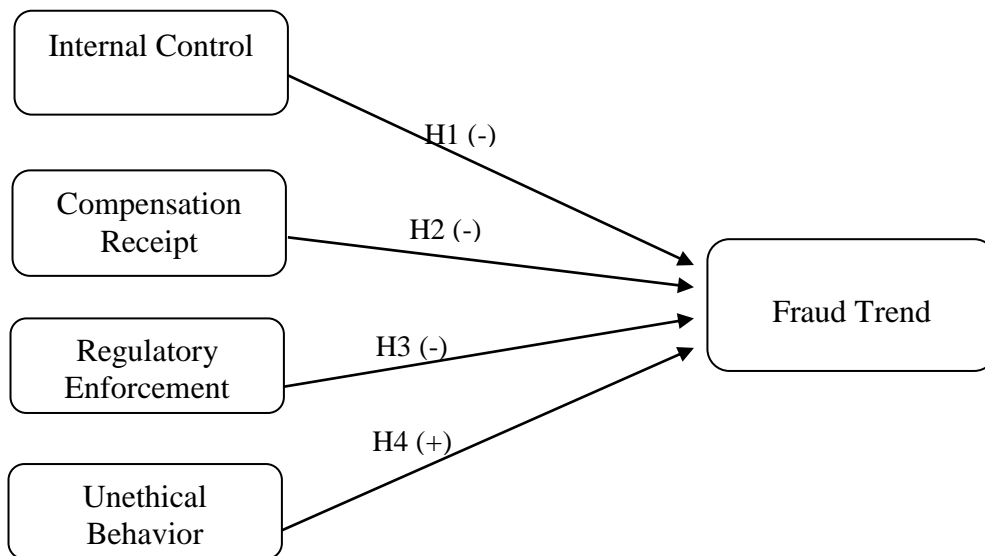 Internal Control
H1 (-)
Compensation
Receipt
H2 (-)
Fraud Trend
Regulatory
Enforcement
H3 (-)
H4 (+)
Unethical
Behavior